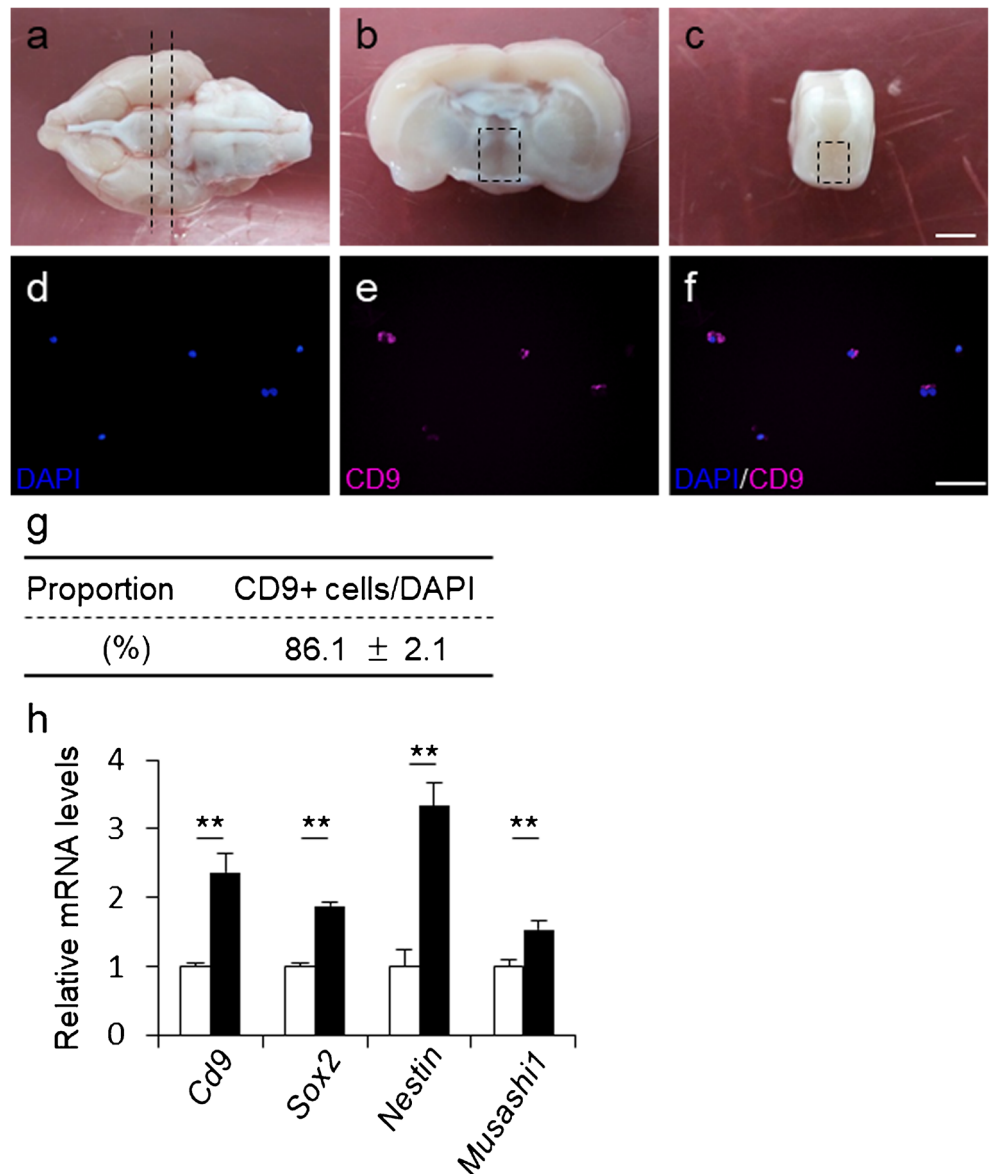 a
b
c
d
e
f
DAPI
CD9
DAPI/CD9
g
Proportion CD9+ cells/DAPI
(%) 86.1 ± 2.1
h
Relative mRNA levels
4
3
2
1
0
**
**
**
**
Cd9
Sox2
Nestin
Musashi1